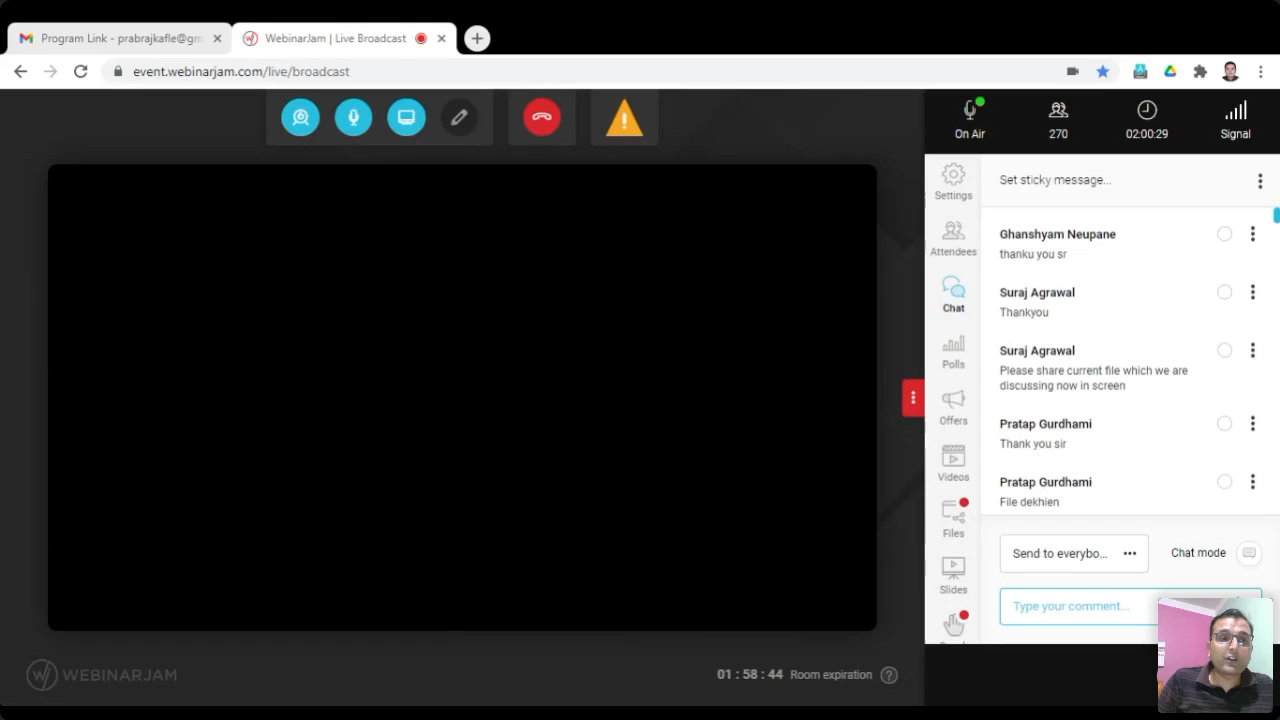 Program Link - prabrajkafle@gm
WebinarJam | Live Broadcast
event.webinarjam.com/live/broadcast
On Air
270
02:00:29
Signal
Settings
Attendees
Chat
Polls
Offers
Videos
Files
Slides
Set sticky message...
Ghanshyam Neupane
thanku you sr
Suraj Agrawal
Thankyou
Suraj Agrawal
Please share current file which we are
discussing now in screen
Pratap Gurdhami
Thank you sir
Pratap Gurdhami
File dekhien
Send to everybo...
Chat mode
Type your comment...
WEBINARJAM
01 : 58 : 44 Room expiration